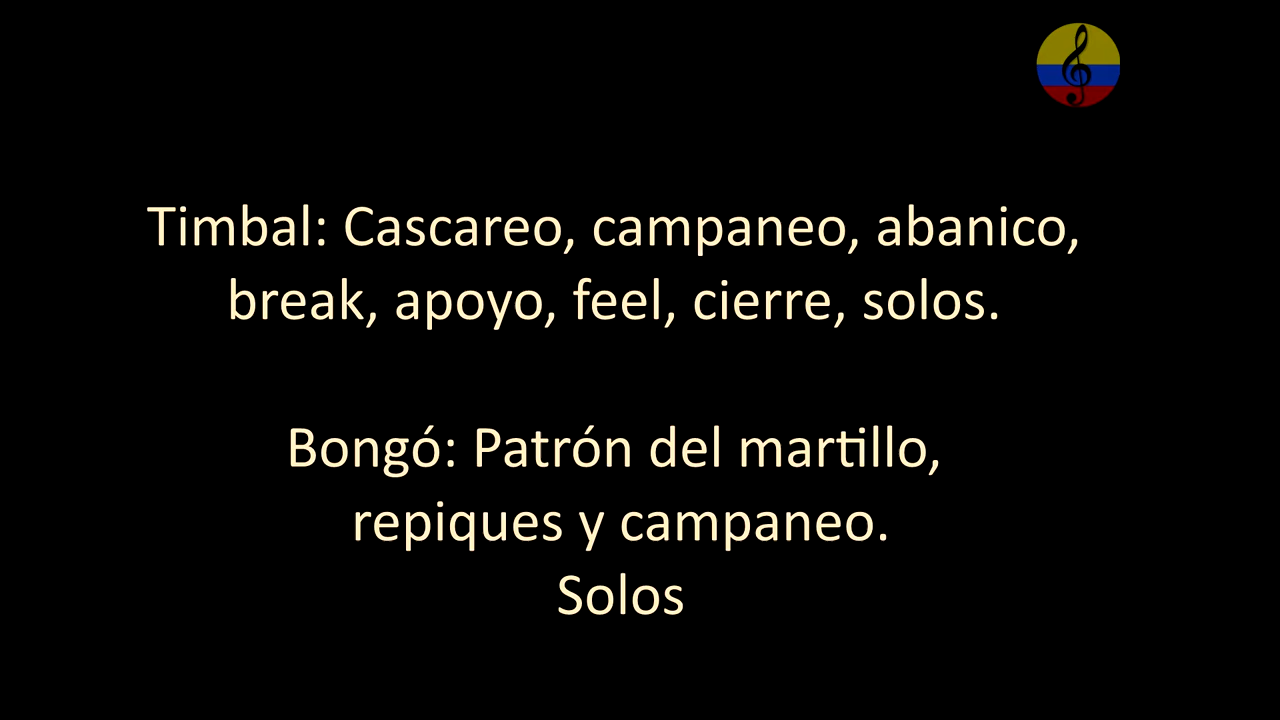 Timbal: Cascareo, campaneo, abanico,
break, apoyo, feel, cierre, solos.
Bongó: Patrón del martillo,
repiques y campaneo.
Solos